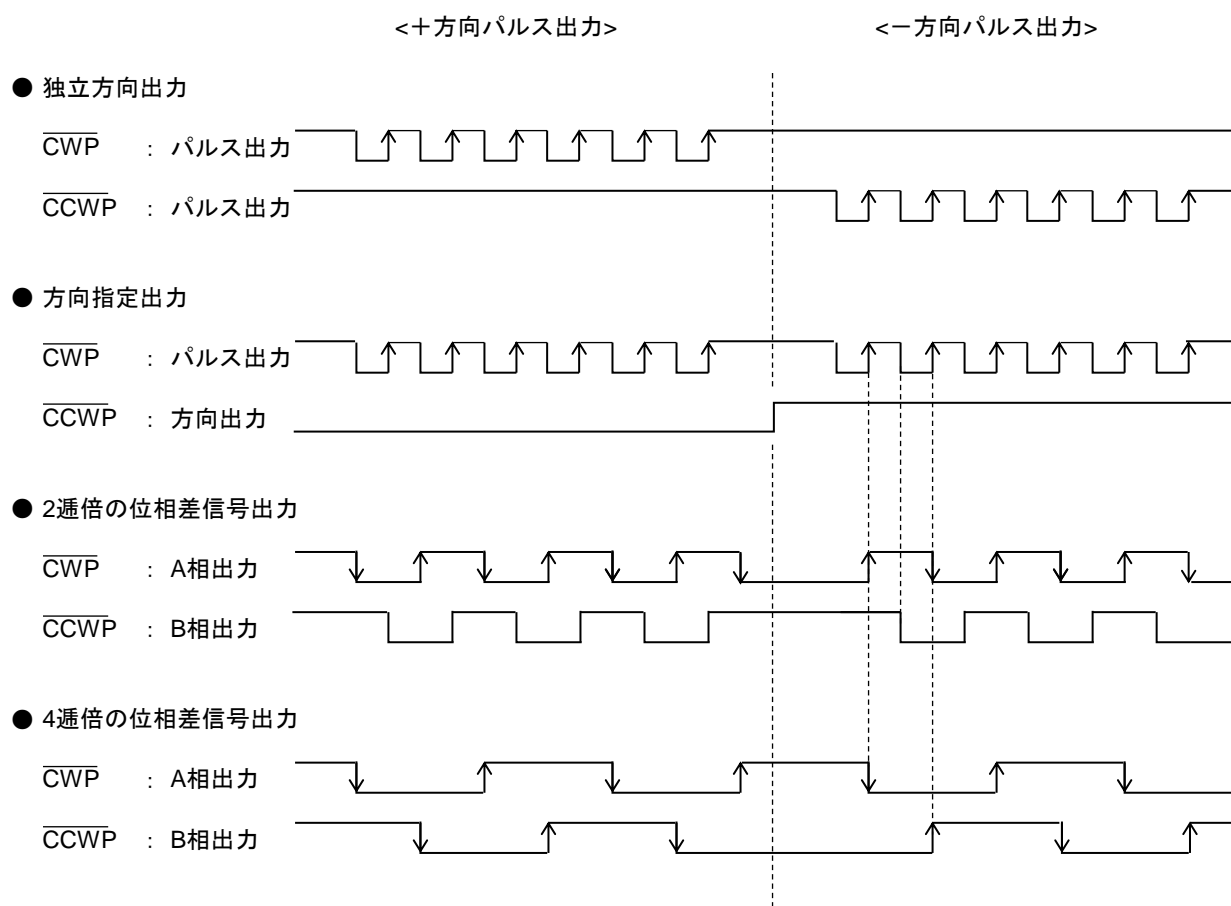 <＋方向パルス出力> <－方向パルス出力>
● 独立方向出力
CWP : パルス出力
CCWP : パルス出力
● 方向指定出力
CWP : パルス出力
CCWP : 方向出力
● 2逓倍の位相差信号出力
CWP : A相出力
CCWP : B相出力
● 4逓倍の位相差信号出力
CWP : A相出力
CCWP : B相出力